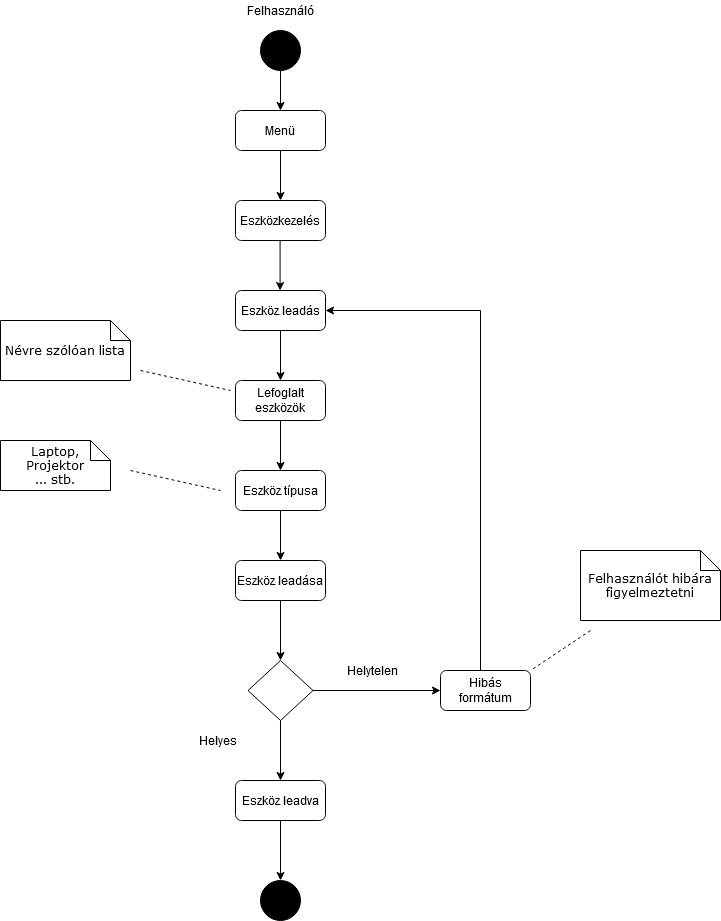 Felhasználó
Menü
Eszközkezelés
Eszköz leadás
Névre szólóan lista
Lefoglalt
eszközök
Laptop,
Projektor
... stb.
Eszköz típusa
Eszköz leadása
Felhasználót hibára
figyelmeztetni
Helytelen
Hibás
formátum
Helyes
Eszköz leadva